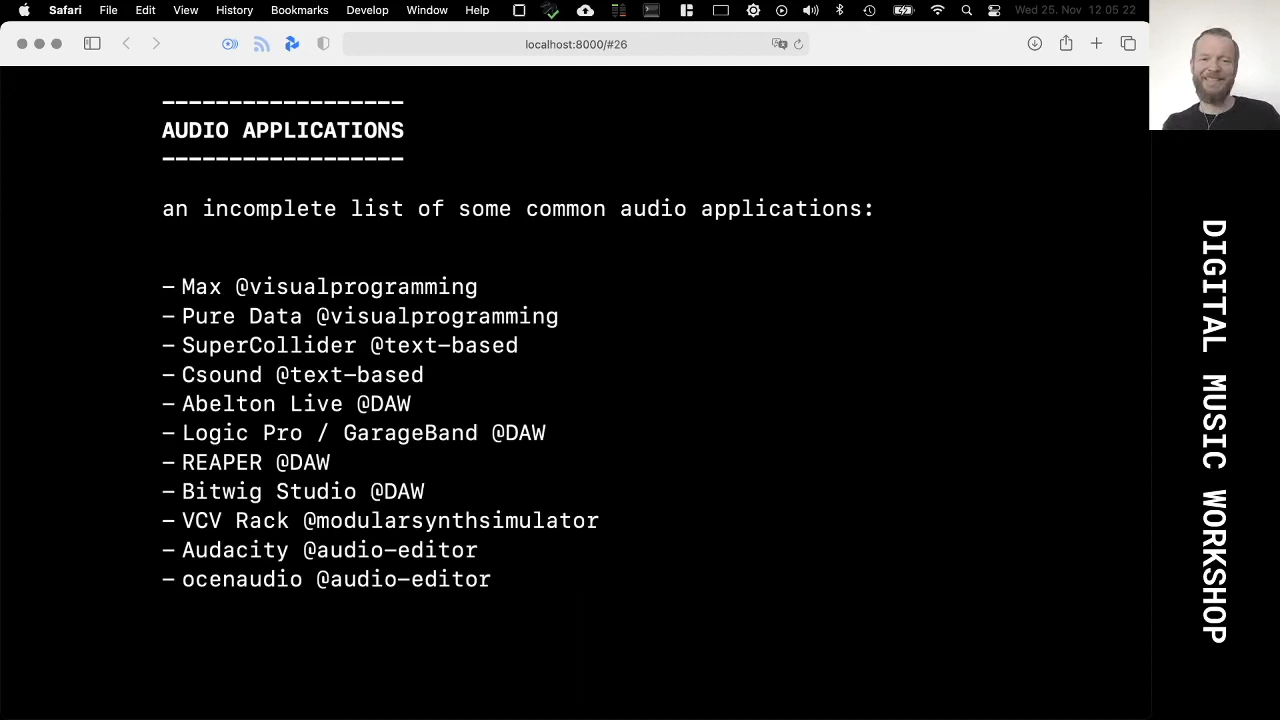 Safari File Edit View History Bookmarks Develop Window Help Wed 25. Nov 12 05 22
localhost:8000/#26
AUDIO APPLICATIONS
an incomplete list of some common audio applications:
– Max @visualprogramming
– Pure Data @visualprogramming
– SuperCollider @text-based
– Csound @text-based
– Abelton Live @DAW
– Logic Pro / GarageBand @DAW
– REAPER @DAW
– Bitwig Studio @DAW
– VCV Rack @modularsynthsimulator
– Audacity @audio-editor
– ocenaudio @audio-editor
DIGITAL MUSIC WORKSHOP